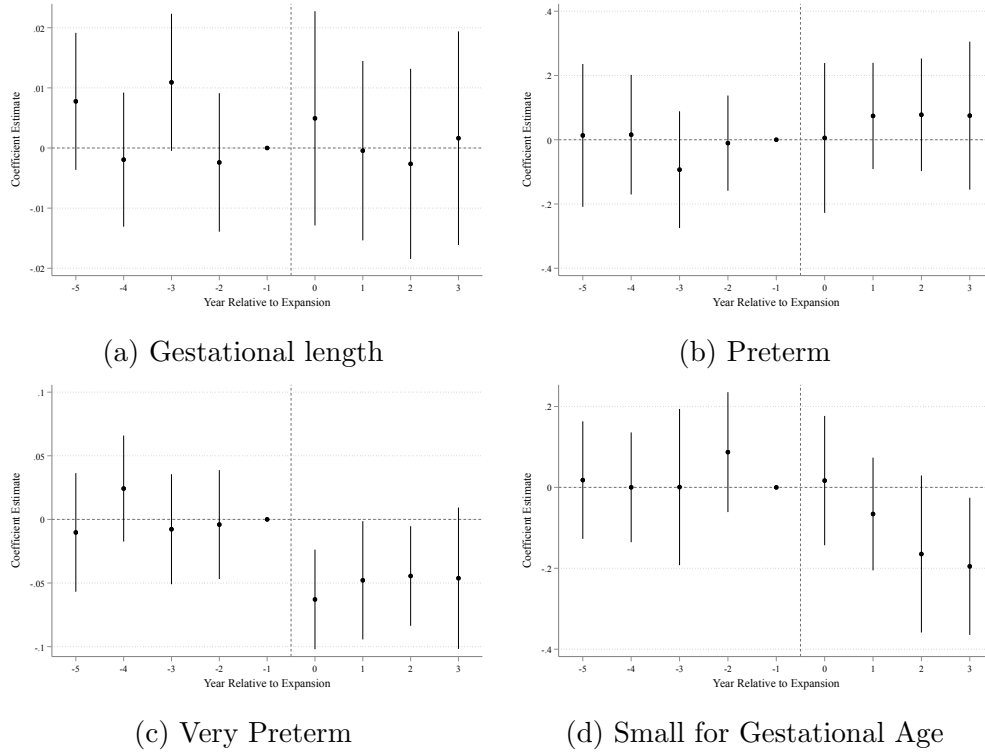 .02
.01
0
-.01
-.02
Coefficient Estimate
-5 -4 -3 -2 -1 0 1 2 3
Year Relative to Expansion
(a) Gestational length
.4
.2
0
-.2
-.4
Coefficient Estimate
-5 -4 -3 -2 -1 0 1 2 3
Year Relative to Expansion
(b) Preterm
.1
.05
0
-.05
-.1
Coefficient Estimate
-5 -4 -3 -2 -1 0 1 2 3
Year Relative to Expansion
(c) Very Preterm
.2
0
-.2
-.4
Coefficient Estimate
-5 -4 -3 -2 -1 0 1 2 3
Year Relative to Expansion
(d) Small for Gestational Age